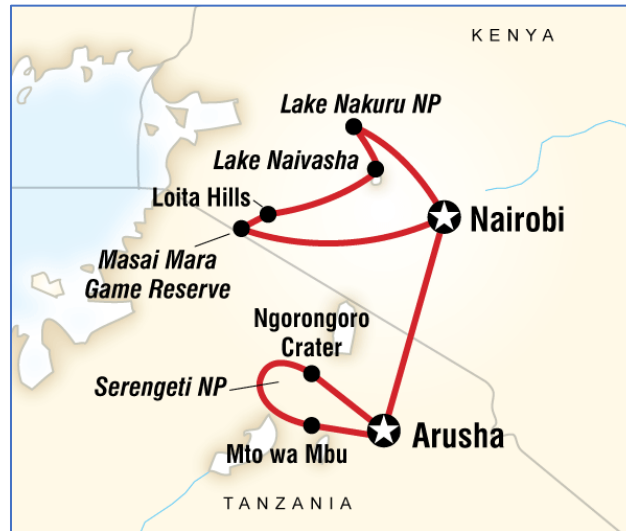 KENYA
Lake Nakuru NP
Lake Naivasha
Loita Hills
Nairobi
Masai Mara
Game Reserve
Ngorongoro
Crater
Serengeti NP
Arusha
Mto wa Mbu
TANZANIA